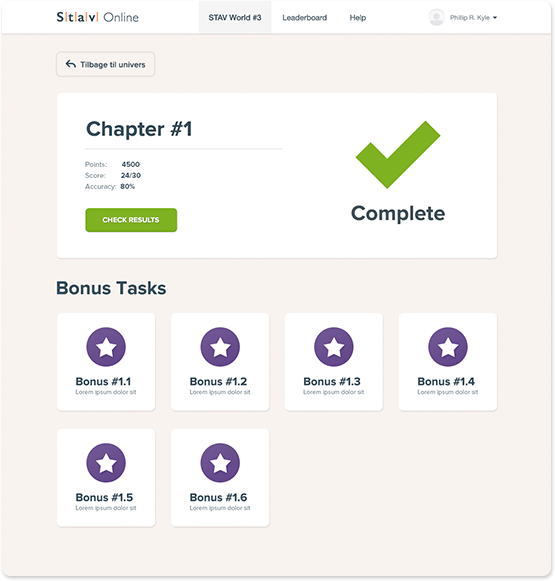 S|t|a|v| Online
STAV World #3
Leaderboard
Help
Phillip R. Kyle
Tilbage til univers
Chapter #1
Points: 4500
Score: 24/30
Accuracy: 80%
CHECK RESULTS
Complete
Bonus Tasks
Bonus #1.1
Lorem ipsum dolor sit
Bonus #1.2
Lorem ipsum dolor sit
Bonus #1.3
Lorem ipsum dolor sit
Bonus #1.4
Lorem ipsum dolor sit
Bonus #1.5
Lorem ipsum dolor sit
Bonus #1.6
Lorem ipsum dolor sit